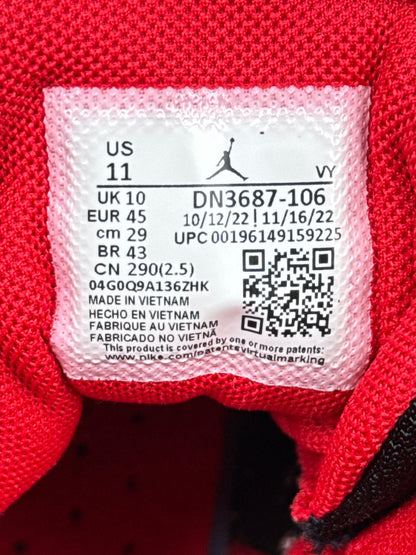 US
11
VY
UK 10
DN3687-106
EUR 45
10/12/22 | 11/16/22
cm 29
UPC 00196149159225
BR 43
CN 290(2.5)
04G0Q9A136ZHK
MADE IN VIETNAM
HECHO EN VIETNAM
FABRIQUE AU VIETNAM
FABRICADO NO VIETNÃ
This product is covered by one or more patents:
www.nike.com/patentsvirtualmarking